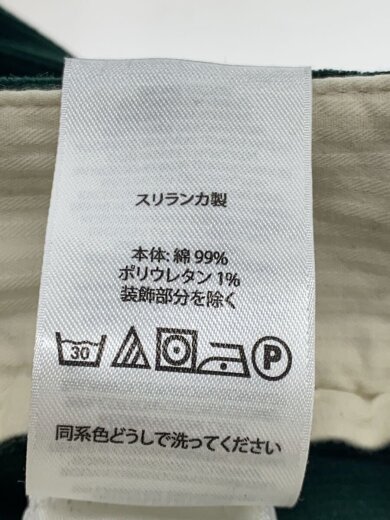 スリランカ製
本体: 綿 99%
ポリウレタン 1%
装飾部分を除く
30
P
同系色どうしで洗ってください